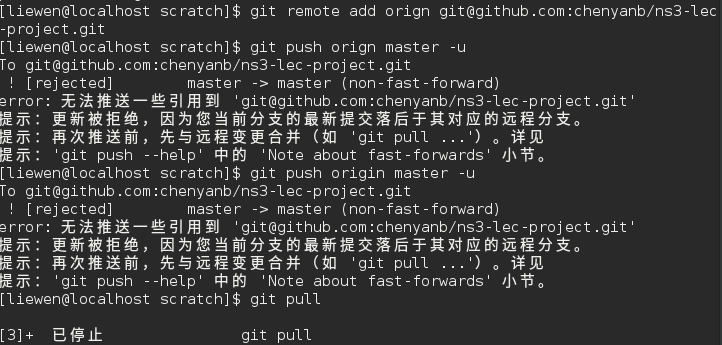 [liewen@localhost scratch]$ git remote add orign git@github.com:chenyanb/ns3-lec
-project.git
[liewen@localhost scratch]$ git push orign master -u
To git@github.com:chenyanb/ns3-lec-project.git
 ! [rejected]        master -> master (non-fast-forward)
error: 无法推送一些引用到 'git@github.com:chenyanb/ns3-lec-project.git'
提示：更新被拒绝，因为您当前分支的最新提交落后于其对应的远程分支。
提示：再次推送前，先与远程变更合并（如 'git pull ...'）。详见
提示：'git push --help' 中的 'Note about fast-forwards' 小节。
[liewen@localhost scratch]$ git push origin master -u
To git@github.com:chenyanb/ns3-lec-project.git
 ! [rejected]        master -> master (non-fast-forward)
error: 无法推送一些引用到 'git@github.com:chenyanb/ns3-lec-project.git'
提示：更新被拒绝，因为您当前分支的最新提交落后于其对应的远程分支。
提示：再次推送前，先与远程变更合并（如 'git pull ...'）。详见
提示：'git push --help' 中的 'Note about fast-forwards' 小节。
[liewen@localhost scratch]$ git pull
[3]+  已停止               git pull